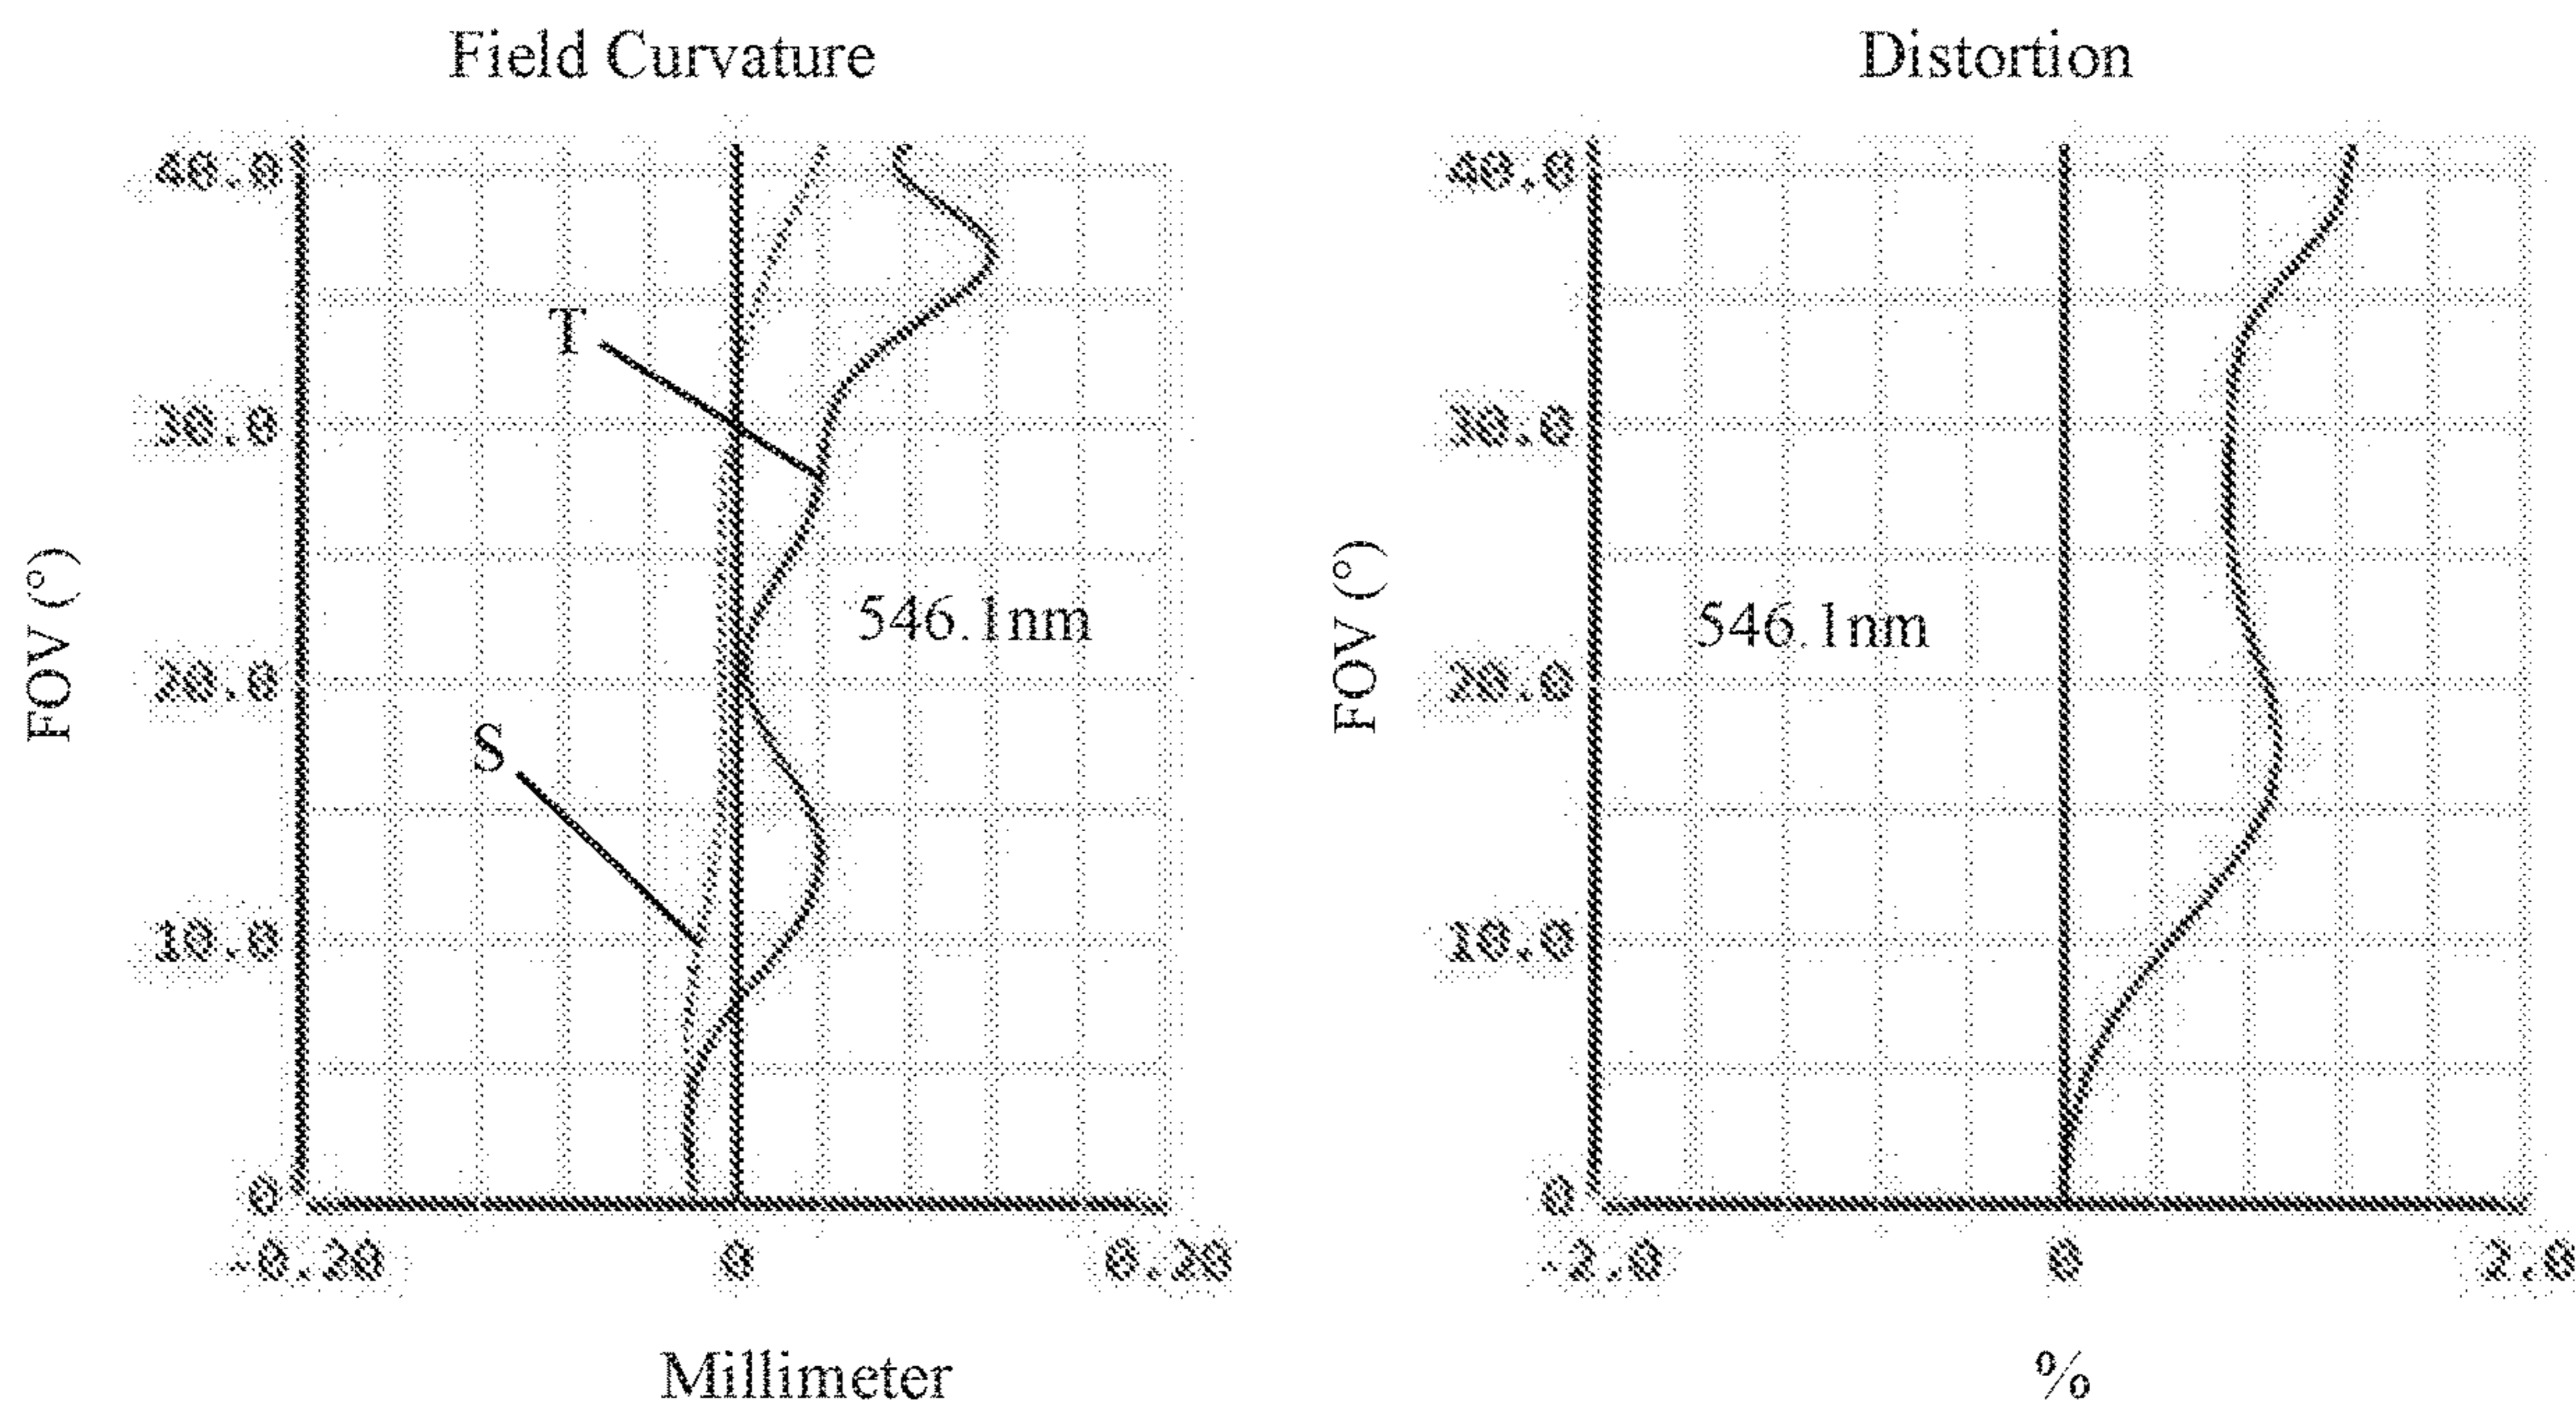 Field Curvature
40.0
30.0
20.0
10.0
0
FOV (°)
T
S
546.1nm
-0.20
0
0.20
Millimeter
Distortion
40.0
30.0
20.0
10.0
0
FOV (°)
546.1nm
-2.0
0
2.0
%